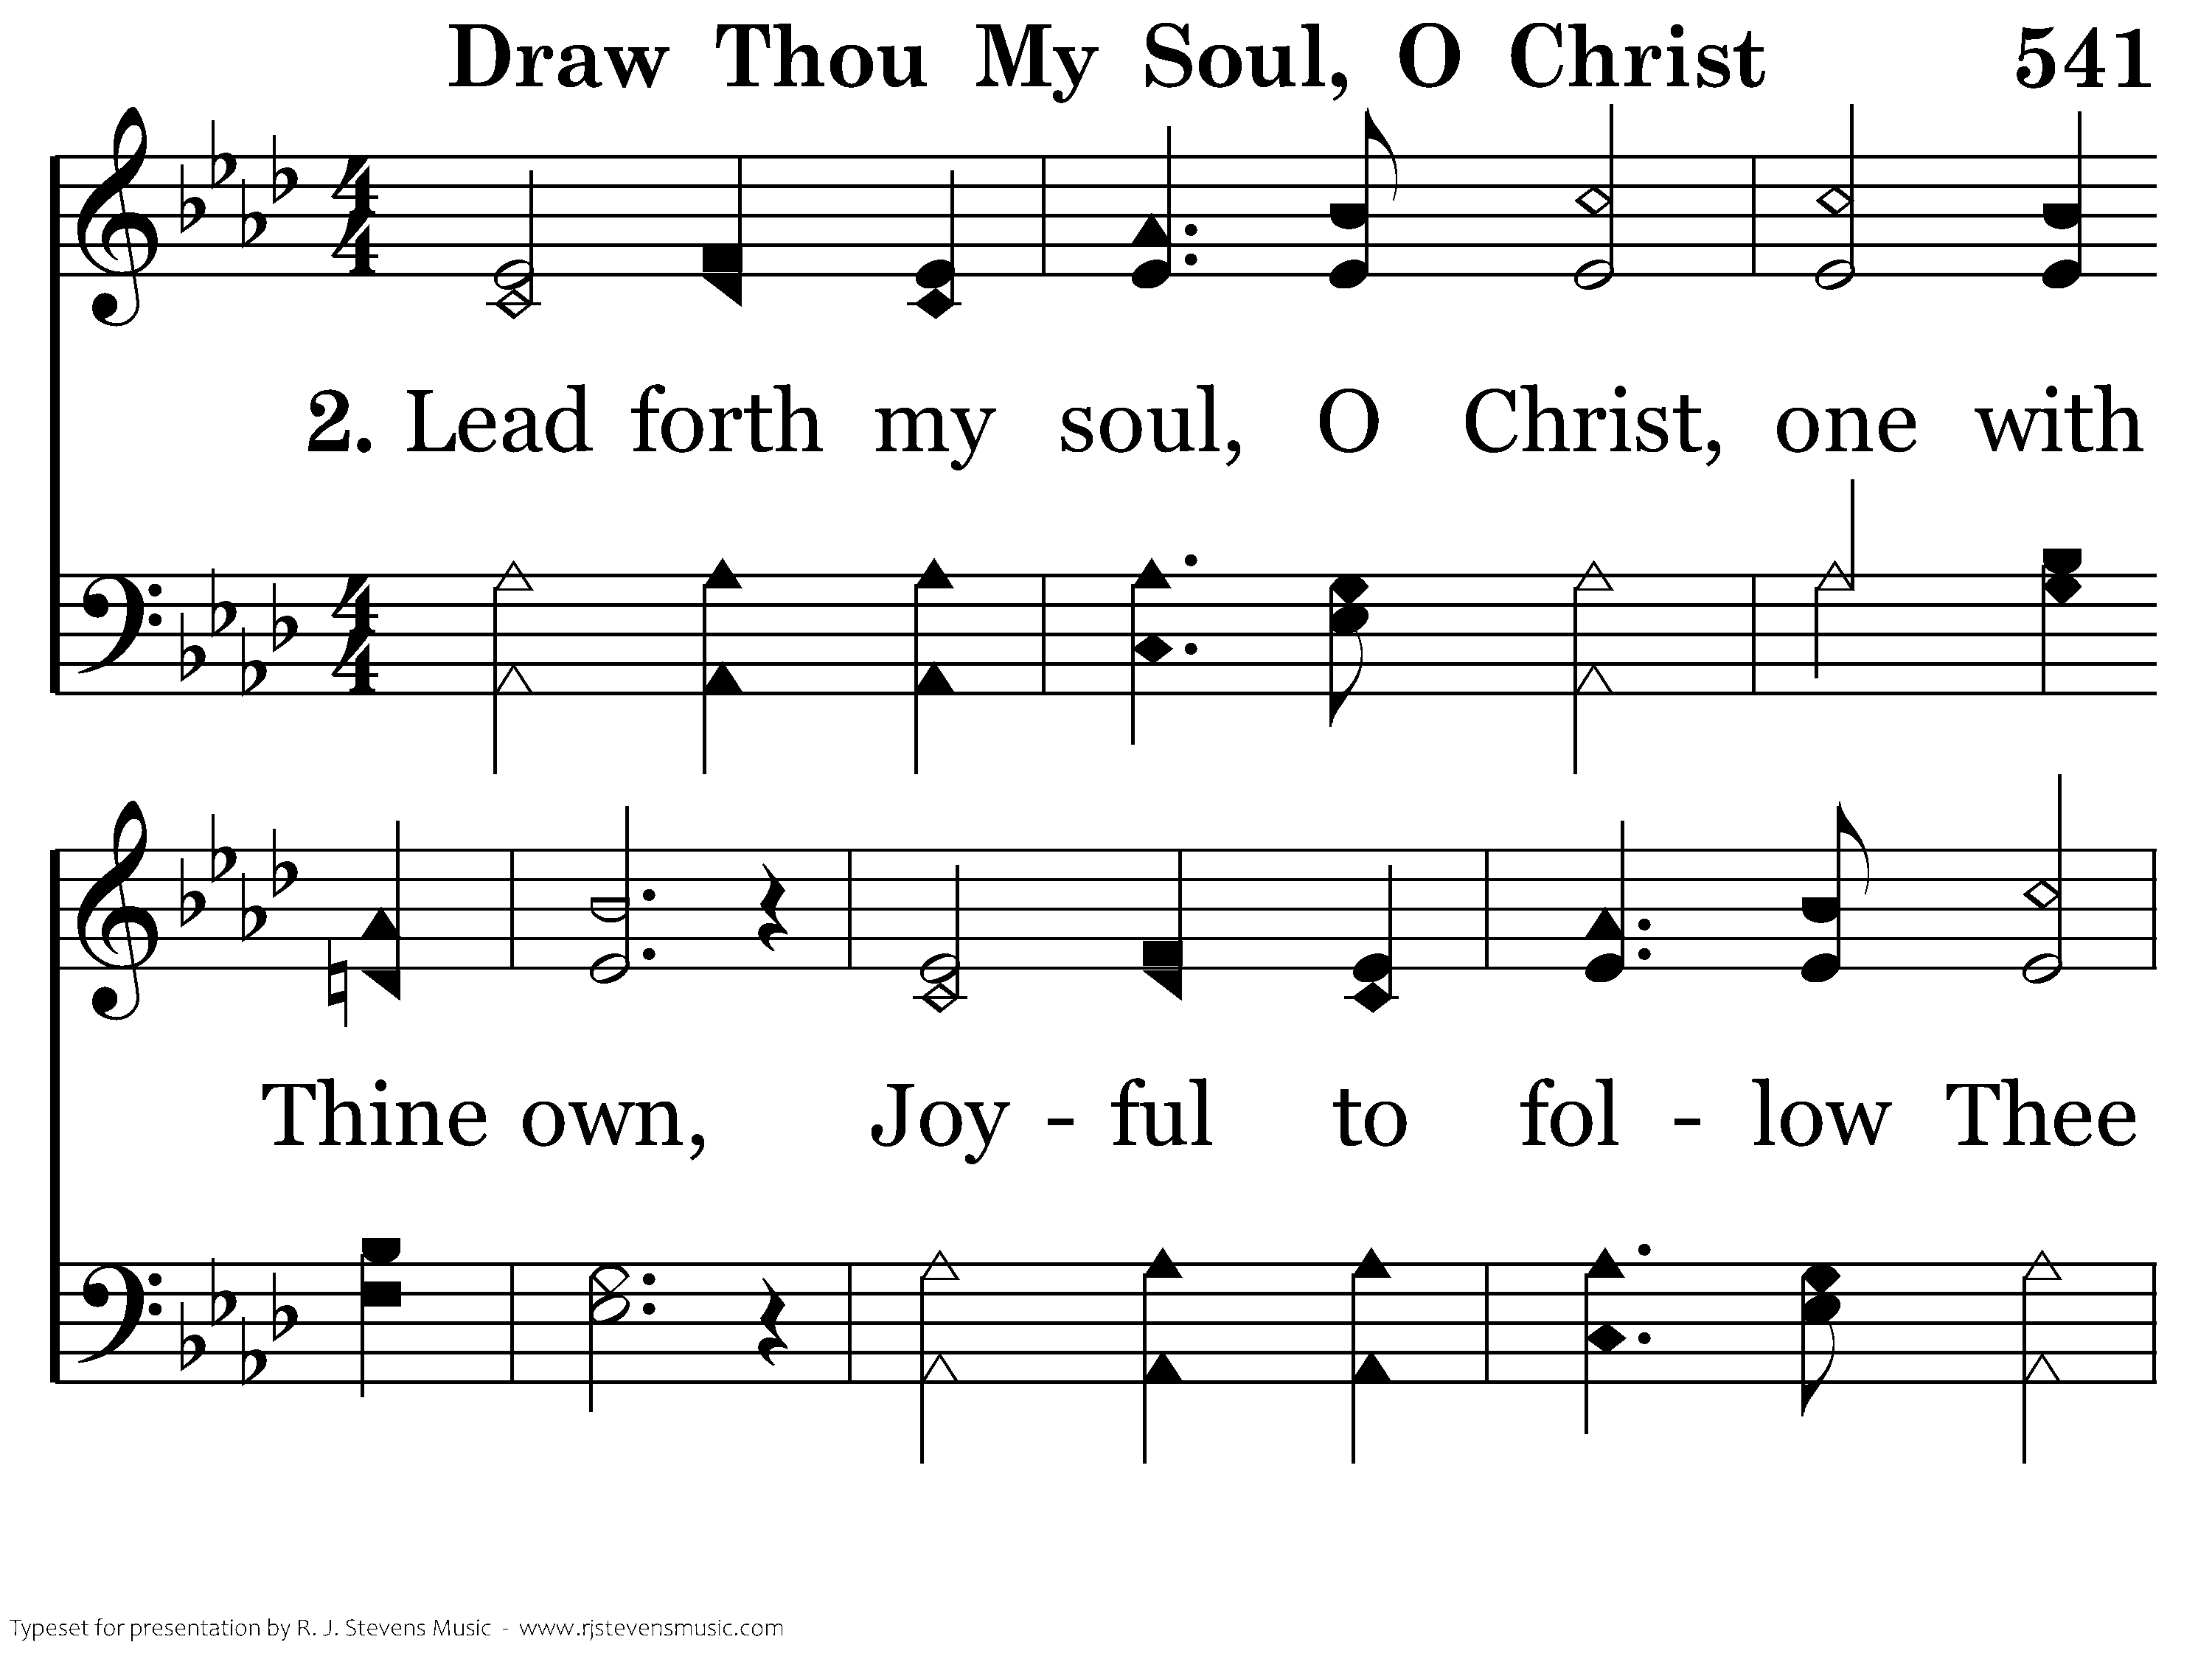 Draw Thou My Soul, O Christ 541
2. Lead forth my soul, O Christ, one with
Thine own, Joy - ful to fol - low Thee
Typeset for presentation by R. J. Stevens Music - www.rjstevensmusic.com